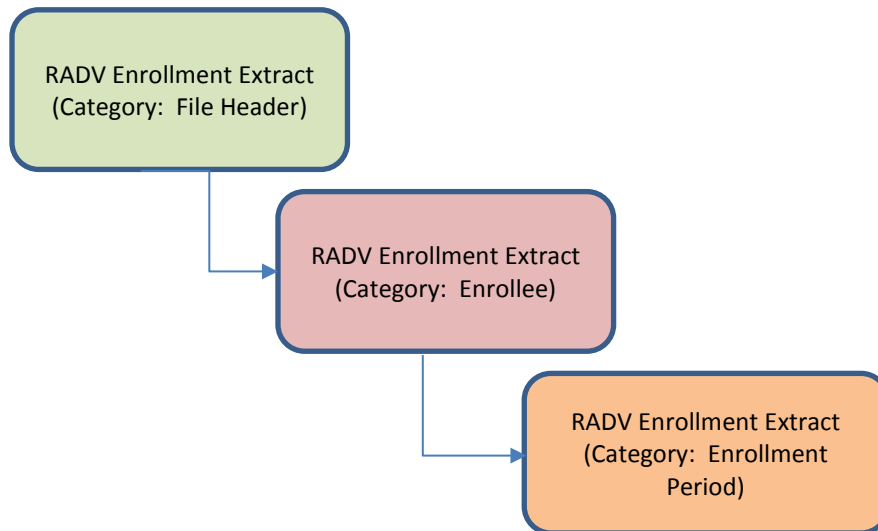 RADV Enrollment Extract
(Category:  File Header)
RADV Enrollment Extract
(Category:  Enrollee)
RADV Enrollment Extract
(Category:  Enrollment
Period)